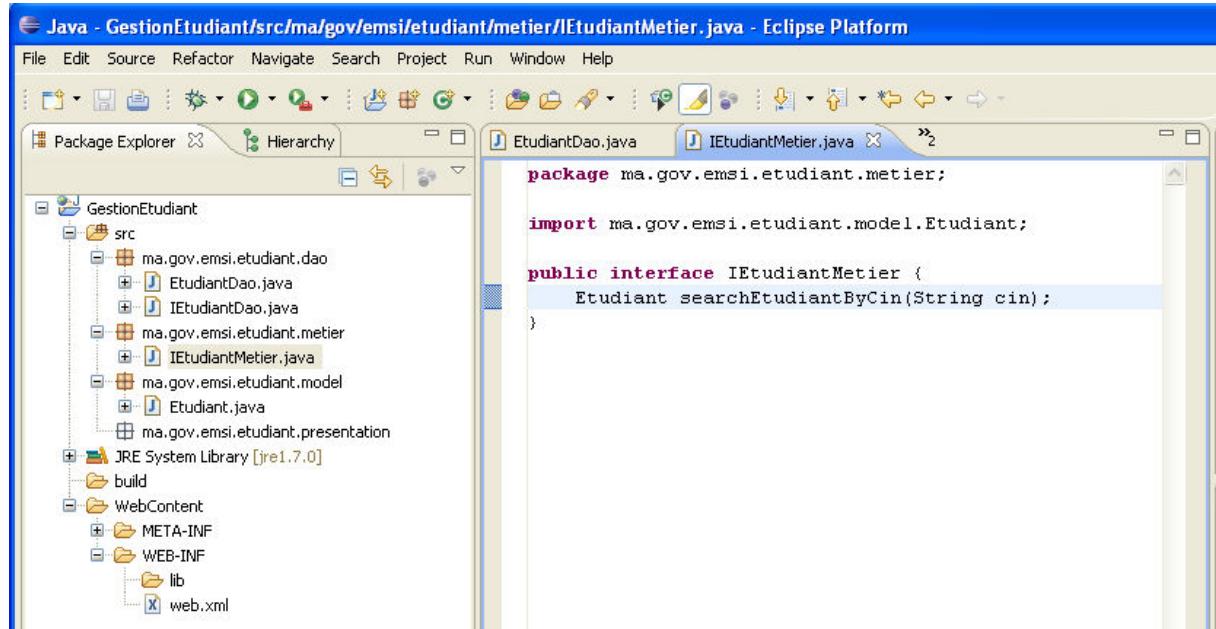 Java - GestionEtudiant/src/ma/gov/emsi/etudiant/metier/IEtudiantMetier.java - Eclipse Platform
File Edit Source Refactor Navigate Search Project Run Window Help
Package Explorer Hierarchy
EtudiantDao.java IEtudiantMetier.java »2
GestionEtudiant
src
ma.gov.emsi.etudiant.dao
EtudiantDao.java
IEtudiantDao.java
ma.gov.emsi.etudiant.metier
IEtudiantMetier.java
ma.gov.emsi.etudiant.model
Etudiant.java
ma.gov.emsi.etudiant.presentation
JRE System Library [jre1.7.0]
build
WebContent
META-INF
WEB-INF
lib
web.xml
package ma.gov.emsi.etudiant.metier;
import ma.gov.emsi.etudiant.model.Etudiant;
public interface IEtudiantMetier {
Etudiant searchEtudiantByCin(String cin);
}